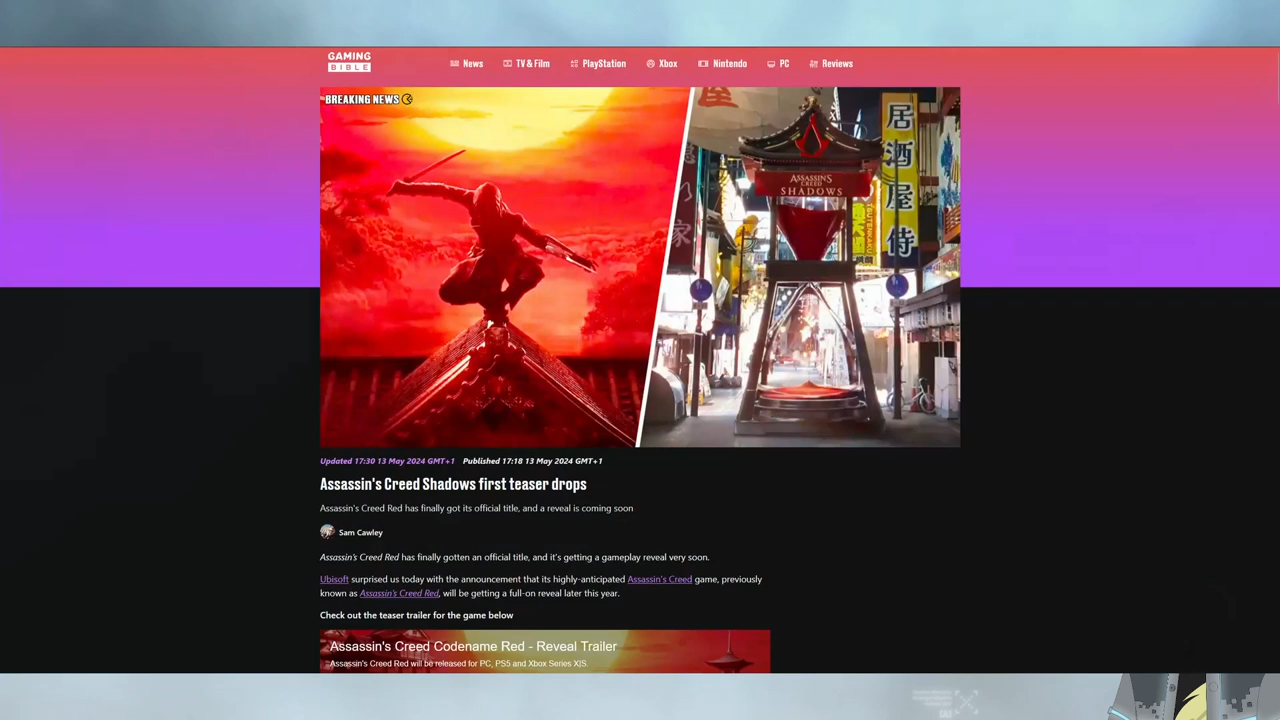 GAMING
BIBLE
News
TV & Film
PlayStation
Xbox
Nintendo
PC
Reviews
BREAKING NEWS
ASSASSIN'S
CREED
SHADOWS
居
酒
屋
侍
屋
家
TSUTENKAKU
Updated 17:30 13 May 2024 GMT+1 Published 17:18 13 May 2024 GMT+1
Assassin's Creed Shadows first teaser drops
Assassin's Creed Red has finally got its official title, and a reveal is coming soon
Sam Cawley
Assassin's Creed Red has finally gotten an official title, and it's getting a gameplay reveal very soon.
Ubisoft surprised us today with the announcement that its highly-anticipated Assassin's Creed game, previously
known as Assassin's Creed Red, will be getting a full-on reveal later this year.
Check out the teaser trailer for the game below
Assassin's Creed Codename Red - Reveal Trailer
Assassin's Creed Red will be released for PC, PS5 and Xbox Series X|S.